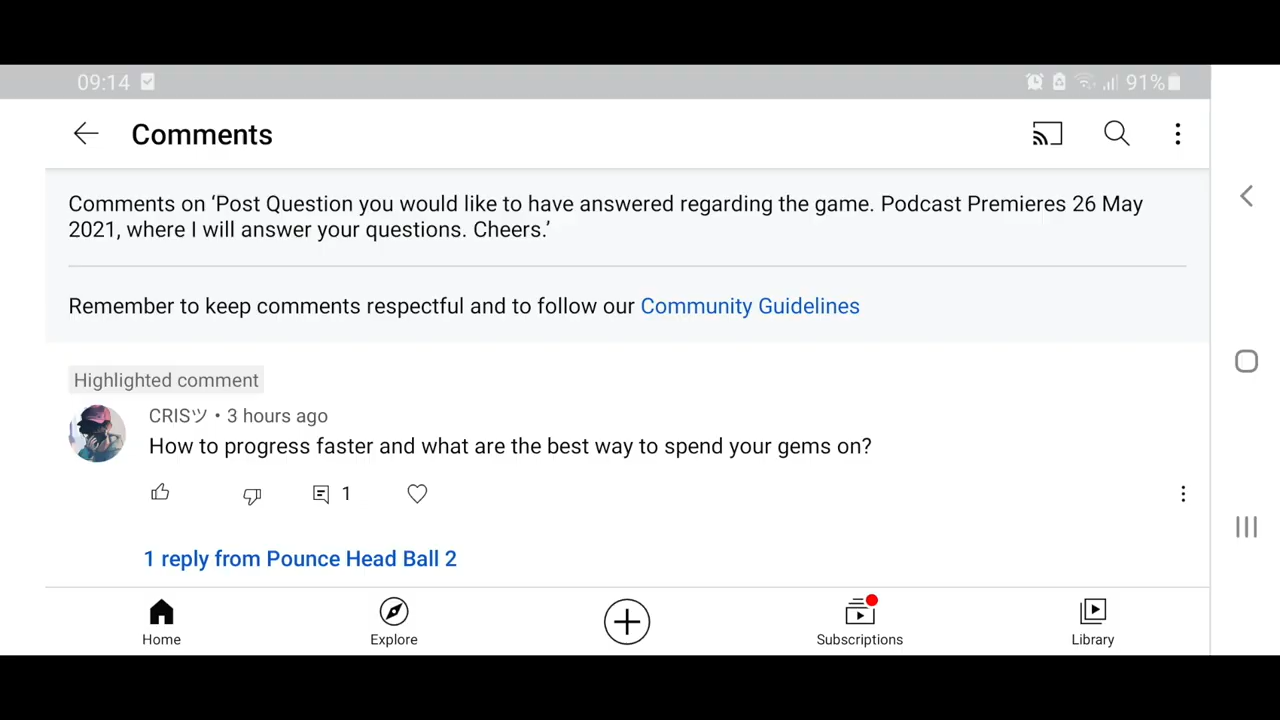 09:14
91%
Comments
Comments on ‘Post Question you would like to have answered regarding the game. Podcast Premieres 26 May
2021, where I will answer your questions. Cheers.’
Remember to keep comments respectful and to follow our Community Guidelines
Highlighted comment
CRISツ • 3 hours ago
How to progress faster and what are the best way to spend your gems on?
1
1 reply from Pounce Head Ball 2
Home
Explore
Subscriptions
Library